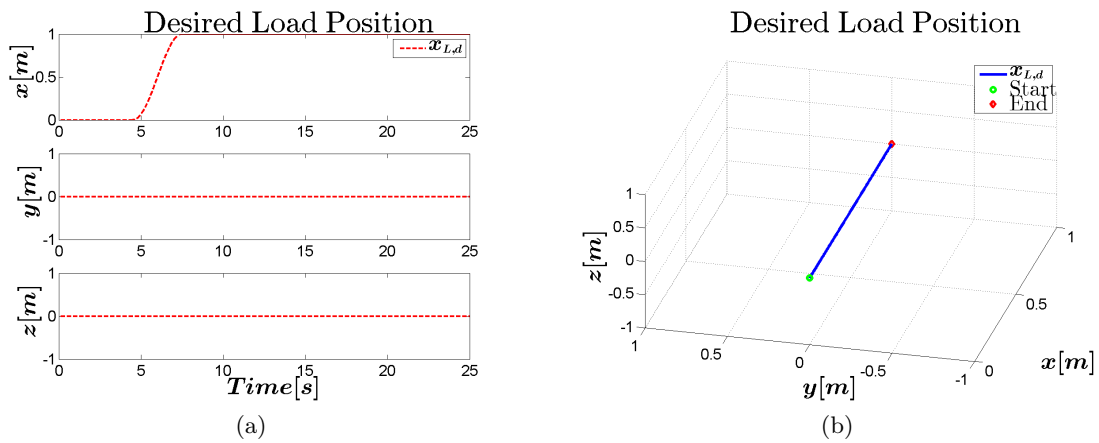 Desired Load Position
x[m]
1
0.5
0
x_{L,d}
0 5 10 15 20 25
y[m]
1
0
-1
0 5 10 15 20 25
z[m]
1
0
-1
0 5 10 15 20 25
Time[s]
(a)
Desired Load Position
x_{L,d}
Start
End
z[m]
1
0.5
0
-0.5
-1
1 0.5 0 -0.5 -1
y[m]
0 0.5 1
x[m]
(b)